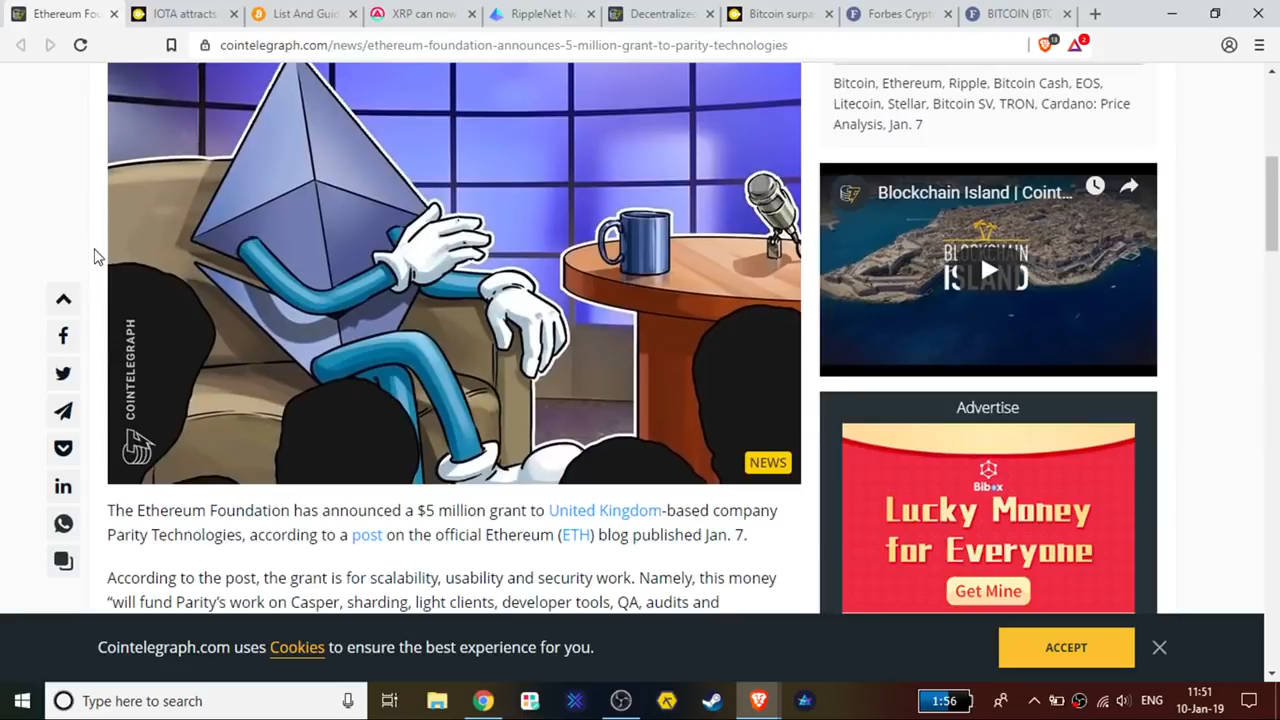 Ethereum Fou
IOTA attracts
List And Gui
XRP can now
RippleNet N
Decentralize
Bitcoin surp
Forbes Crypt
BITCOIN (BT
cointelegraph.com/news/ethereum-foundation-announces-5-million-grant-to-parity-technologies
13
2
Bitcoin, Ethereum, Ripple, Bitcoin Cash, EOS,
Litecoin, Stellar, Bitcoin SV, TRON, Cardano: Price
Analysis, Jan. 7
Blockchain Island | Coint...
BLOCKCHAIN
ISLAND
COINTELEGRAPH
NEWS
Advertise
Bibox
Lucky Money
for Everyone
Get Mine
The Ethereum Foundation has announced a $5 million grant to United Kingdom-based company
Parity Technologies, according to a post on the official Ethereum (ETH) blog published Jan. 7.
According to the post, the grant is for scalability, usability and security work. Namely, this money
“will fund Parity’s work on Casper, sharding, light clients, developer tools, QA, audits and
Cointelegraph.com uses Cookies to ensure the best experience for you.
ACCEPT
Type here to search
1:56
ENG
11:51
10-Jan-19